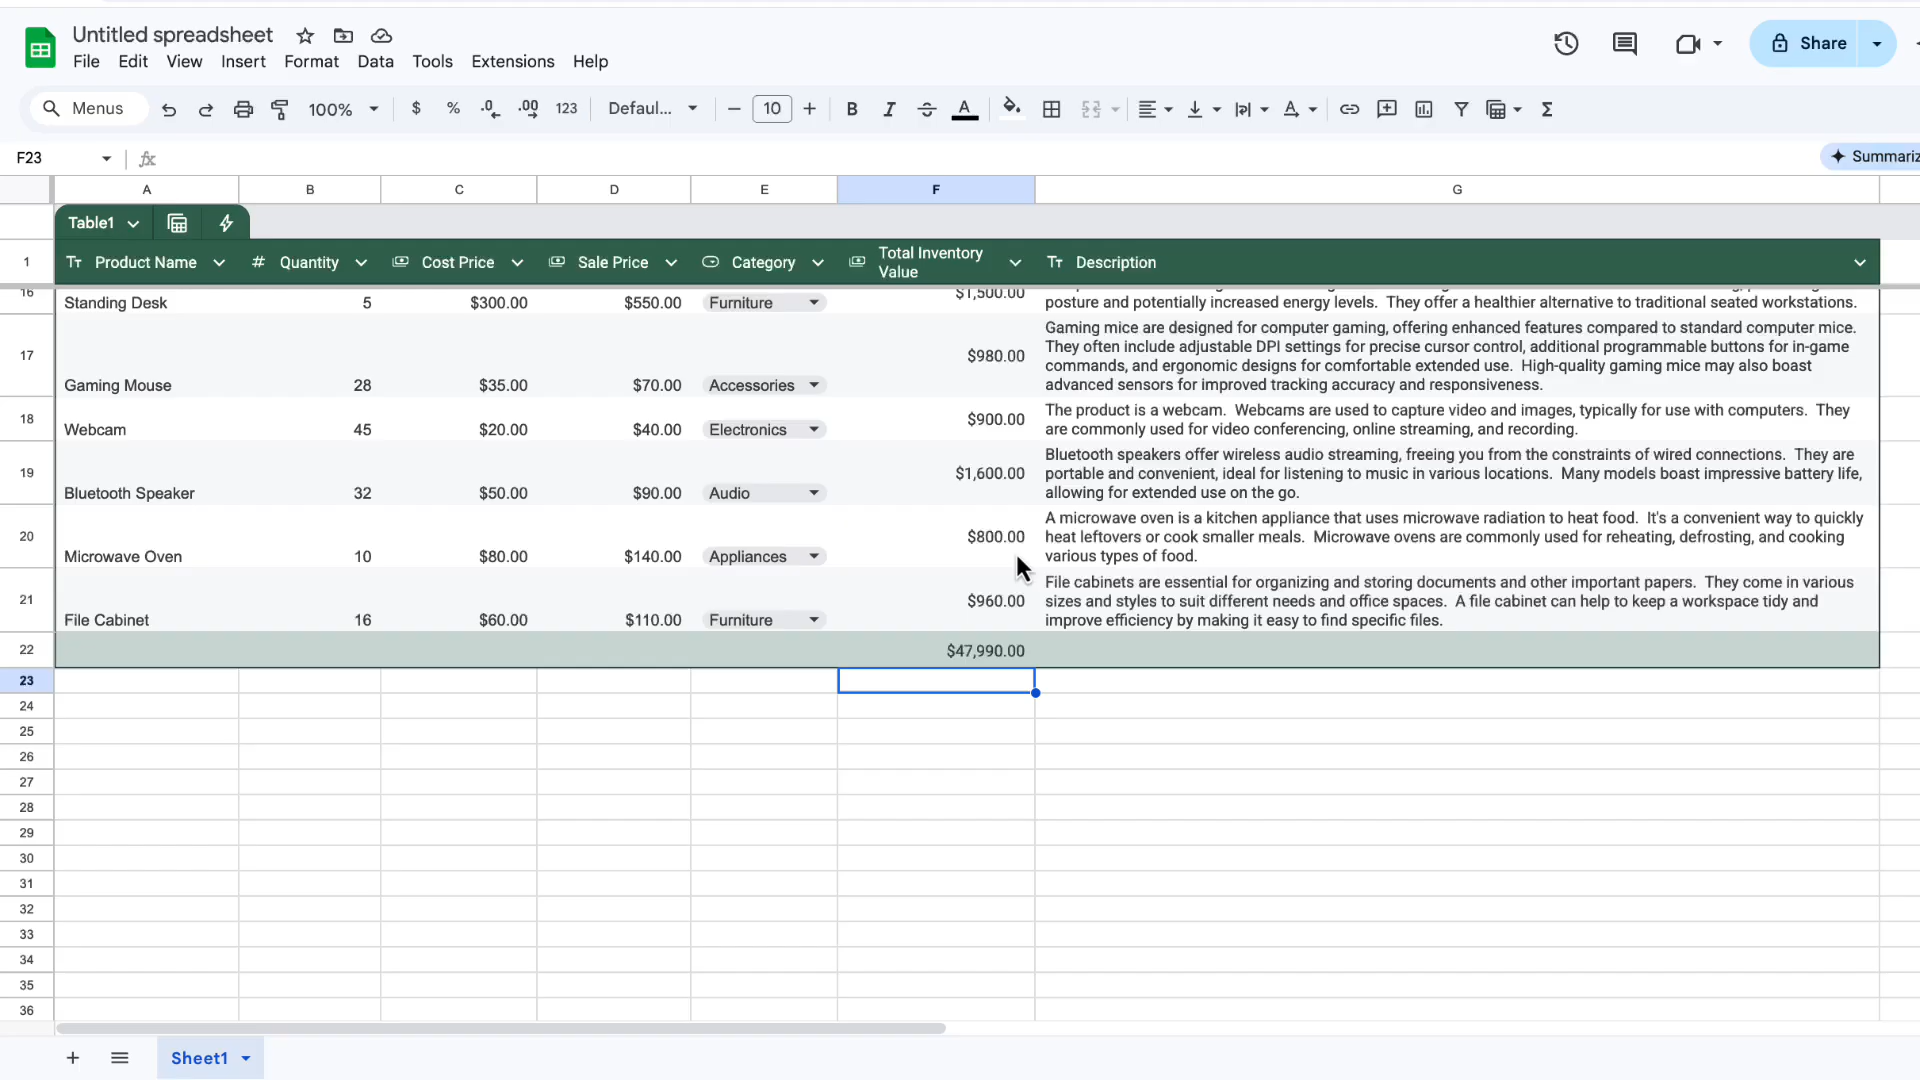 Untitled spreadsheet
File Edit View Insert Format Data Tools Extensions Help
Share
Menus 100% $ % .0 .00 123 Defaul... 10 B I A
F23 fx
A B C D E F G
Table1
1 Product Name # Quantity Cost Price Sale Price Category Total Inventory Value Description
16 Standing Desk 5 $300.00 $550.00 Furniture $1,500.00 posture and potentially increased energy levels. They offer a healthier alternative to traditional seated workstations.
17 Gaming Mouse 28 $35.00 $70.00 Accessories $980.00 Gaming mice are designed for computer gaming, offering enhanced features compared to standard computer mice.
They often include adjustable DPI settings for precise cursor control, additional programmable buttons for in-game
commands, and ergonomic designs for comfortable extended use. High-quality gaming mice may also boast
advanced sensors for improved tracking accuracy and responsiveness.
18 Webcam 45 $20.00 $40.00 Electronics $900.00 The product is a webcam. Webcams are used to capture video and images, typically for use with computers. They
are commonly used for video conferencing, online streaming, and recording.
19 Bluetooth Speaker 32 $50.00 $90.00 Audio $1,600.00 Bluetooth speakers offer wireless audio streaming, freeing you from the constraints of wired connections. They are
portable and convenient, ideal for listening to music in various locations. Many models boast impressive battery life,
allowing for extended use on the go.
20 Microwave Oven 10 $80.00 $140.00 Appliances $800.00 A microwave oven is a kitchen appliance that uses microwave radiation to heat food. It's a convenient way to quickly
heat leftovers or cook smaller meals. Microwave ovens are commonly used for reheating, defrosting, and cooking
various types of food.
21 File Cabinet 16 $60.00 $110.00 Furniture $960.00 File cabinets are essential for organizing and storing documents and other important papers. They come in various
sizes and styles to suit different needs and office spaces. A file cabinet can help to keep a workspace tidy and
improve efficiency by making it easy to find specific files.
22 $47,990.00
23
24
25
26
27
28
29
30
31
32
33
34
35
36
Sheet1